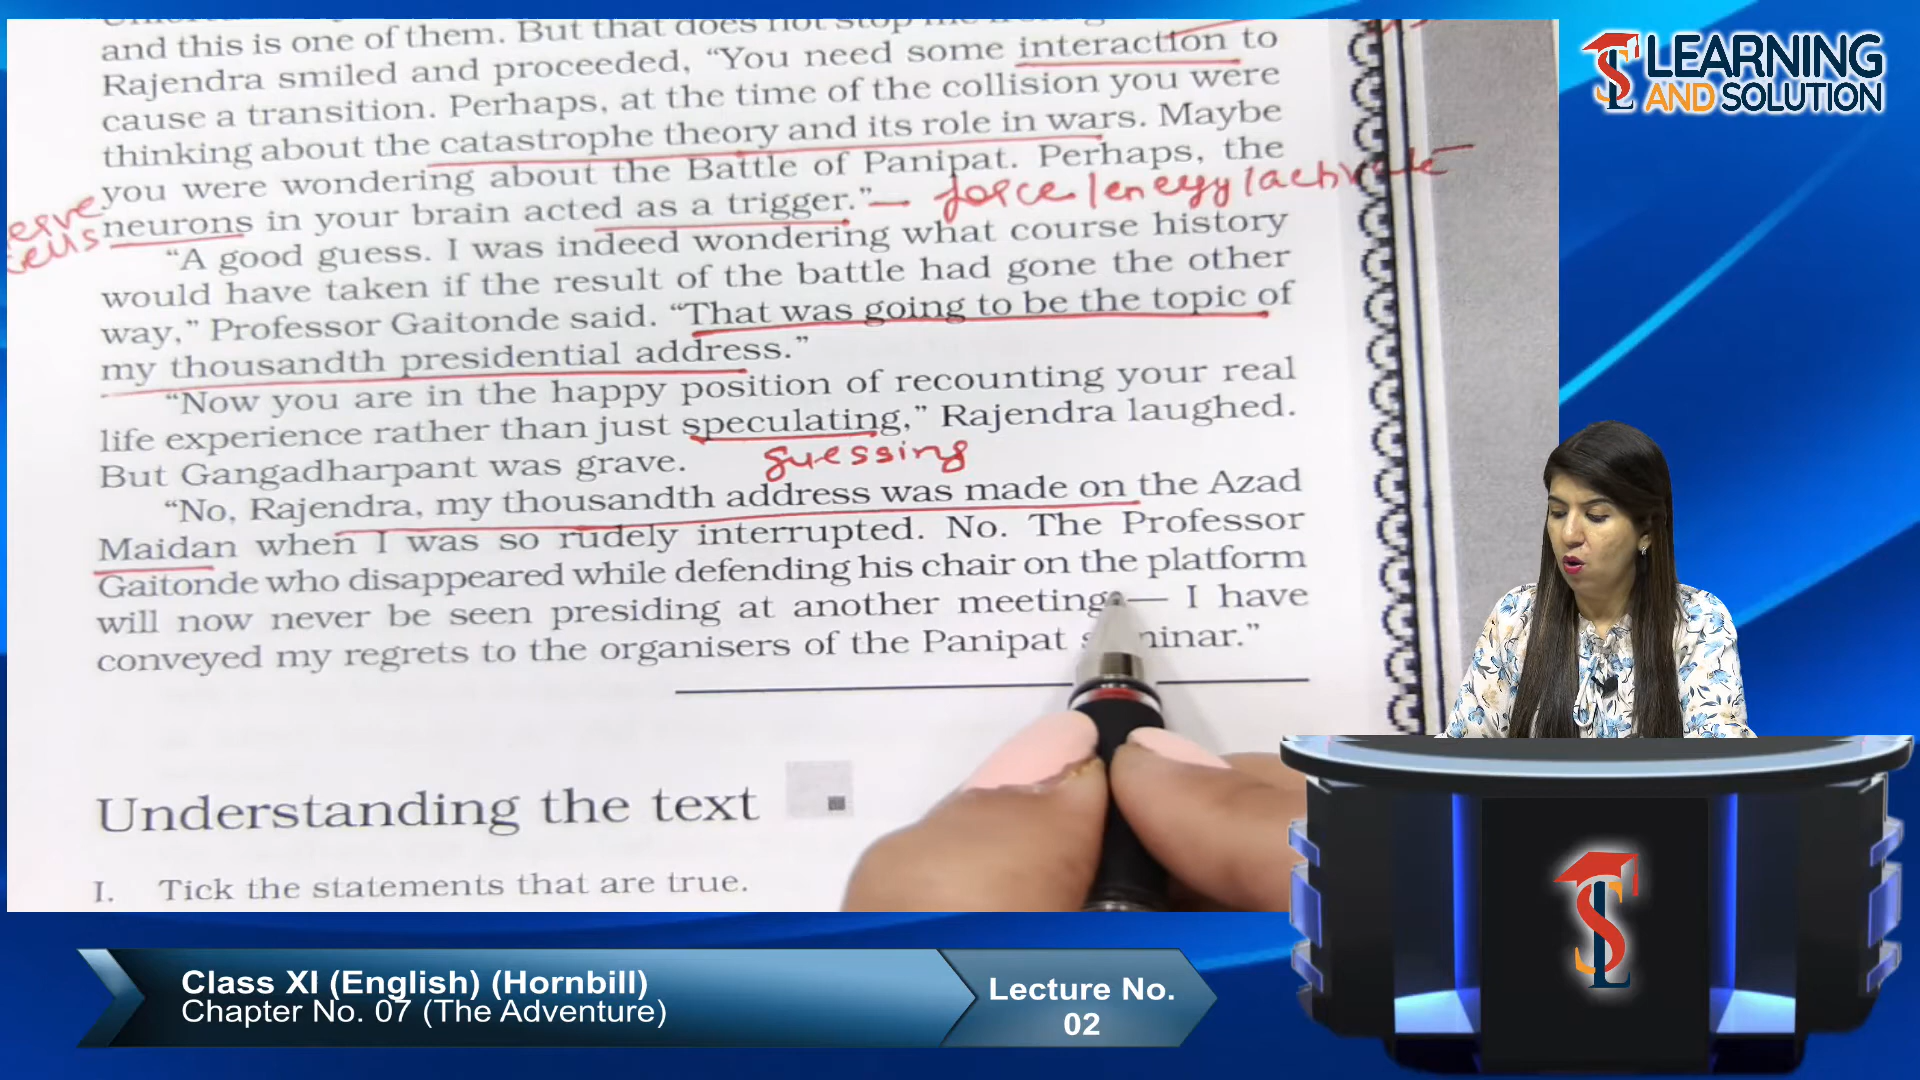 and this is one of them. But that does not stop me
Rajendra smiled and proceeded, “You need some interaction to
cause a transition. Perhaps, at the time of the collision you were
thinking about the catastrophe theory and its role in wars. Maybe
you were wondering about the Battle of Panipat. Perhaps, the
neurons in your brain acted as a trigger.” — force/energy/activate
nerve
cells
“A good guess. I was indeed wondering what course history
would have taken if the result of the battle had gone the other
way,” Professor Gaitonde said. “That was going to be the topic of
my thousandth presidential address.”
“Now you are in the happy position of recounting your real
life experience rather than just speculating,” Rajendra laughed.
guessing
But Gangadharpant was grave.
“No, Rajendra, my thousandth address was made on the Azad
Maidan when I was so rudely interrupted. No. The Professor
Gaitonde who disappeared while defending his chair on the platform
will now never be seen presiding at another meeting — I have
conveyed my regrets to the organisers of the Panipat inar.”
Understanding the text
I. Tick the statements that are true.
LEARNING
AND SOLUTION
Class XI (English) (Hornbill)
Chapter No. 07 (The Adventure)
Lecture No.
02